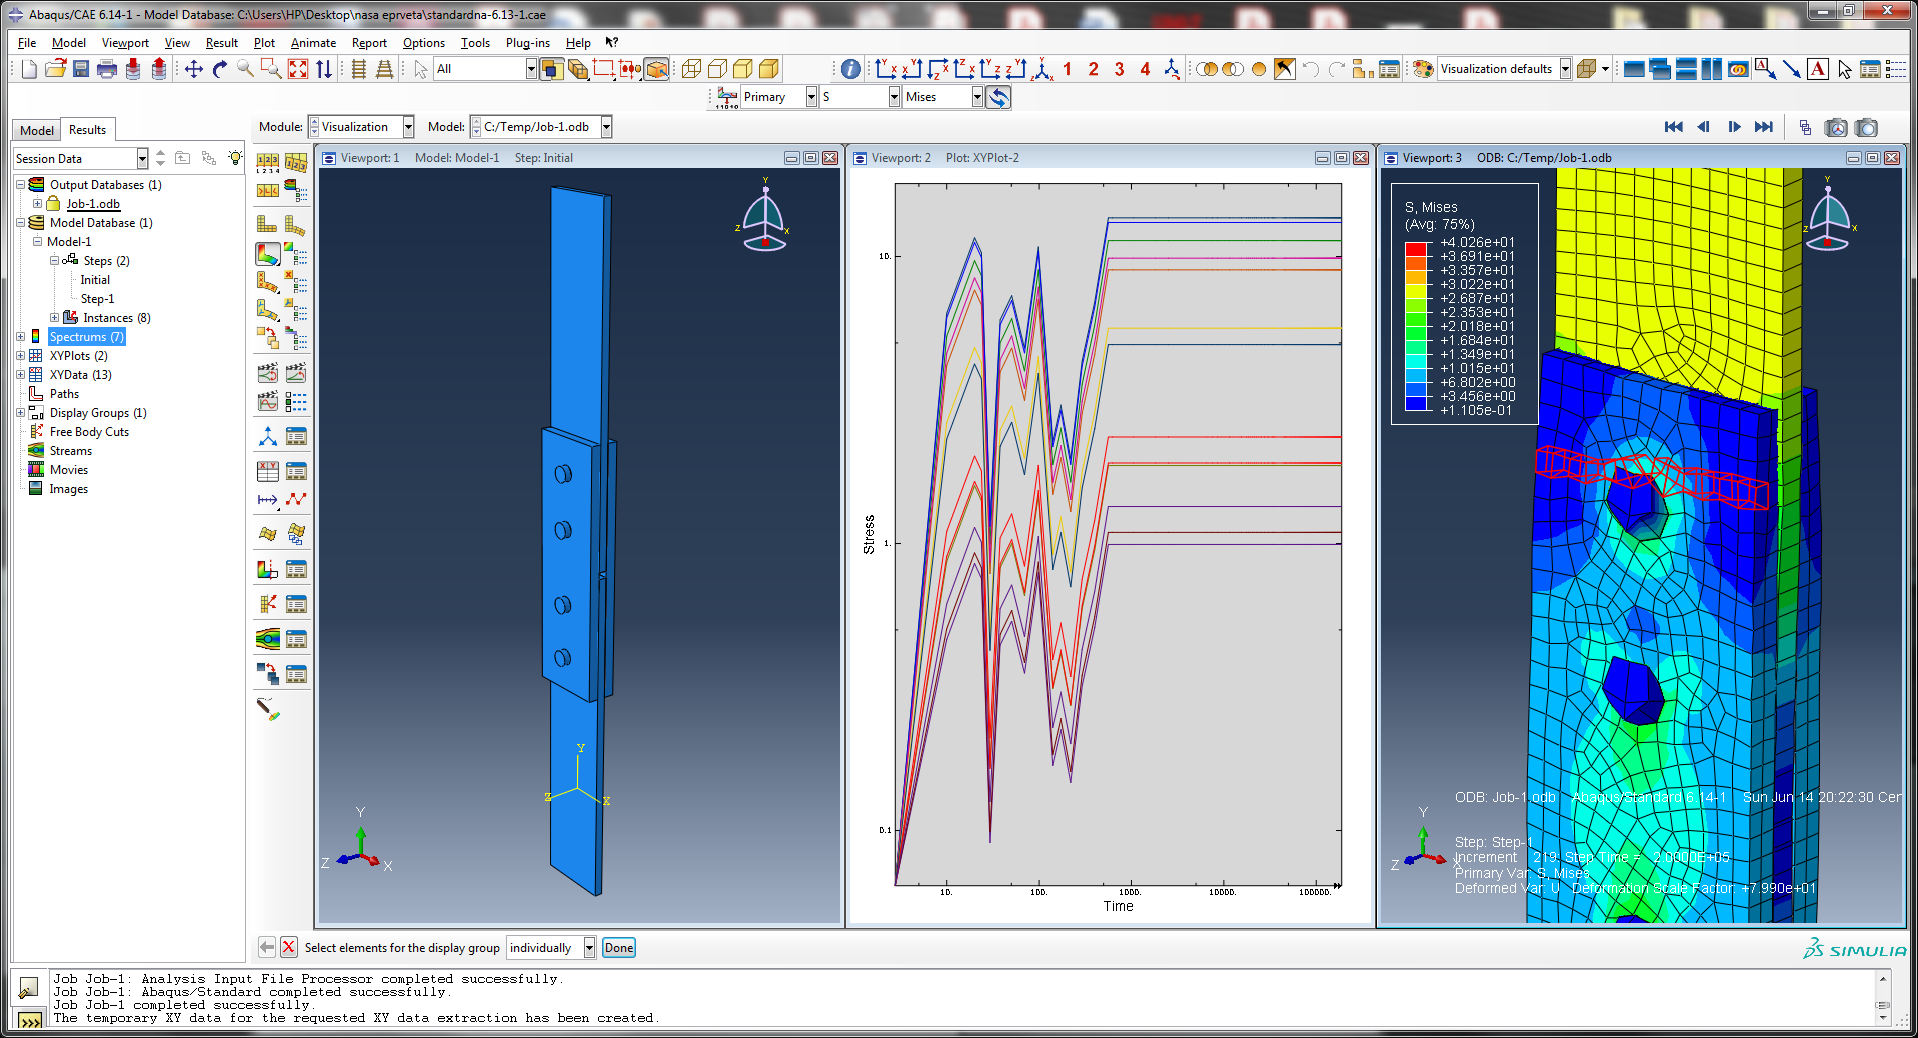 Abaqus/CAE 6.14-1 - Model Database: C:\Users\HP\Desktop\nasa eprveta\standardna-6.13-1.cae
File Model Viewport View Result Plot Animate Report Options Tools Plug-ins Help
All
1 2 3 4
Visualization defaults
Primary S Mises
Model Results
Module: Visualization Model: C:/Temp/Job-1.odb
Session Data
Output Databases (1)
Job-1.odb
Model Database (1)
Model-1
Steps (2)
Initial
Step-1
Instances (8)
Spectrums (7)
XYPlots (2)
XYData (13)
Paths
Display Groups (1)
Free Body Cuts
Streams
Movies
Images
Viewport: 1 Model: Model-1 Step: Initial
Y
Z X
Y
Z X
Y
Z X
Viewport: 2 Plot: XYPlot-2
Stress
10.
1.
0.1
10. 100. 1000. 10000. 100000.
Time
Viewport: 3 ODB: C:/Temp/Job-1.odb
S, Mises
(Avg: 75%)
+4.026e+01
+3.691e+01
+3.357e+01
+3.022e+01
+2.687e+01
+2.353e+01
+2.018e+01
+1.684e+01
+1.349e+01
+1.015e+01
+6.802e+00
+3.456e+00
+1.105e-01
Y
Z X
ODB: Job-1.odb Abaqus/Standard 6.14-1 Sun Jun 14 20:22:30 Cen
Y
Z X
Step: Step-1
Increment 219: Step Time = 2.0000E+05
Primary Var: S, Mises
Deformed Var: U Deformation Scale Factor: +7.990e+01
Select elements for the display group individually Done
SIMULIA
Job Job-1: Analysis Input File Processor completed successfully.
Job Job-1: Abaqus/Standard completed successfully.
Job Job-1 completed successfully.
The temporary XY data for the requested XY data extraction has been created.